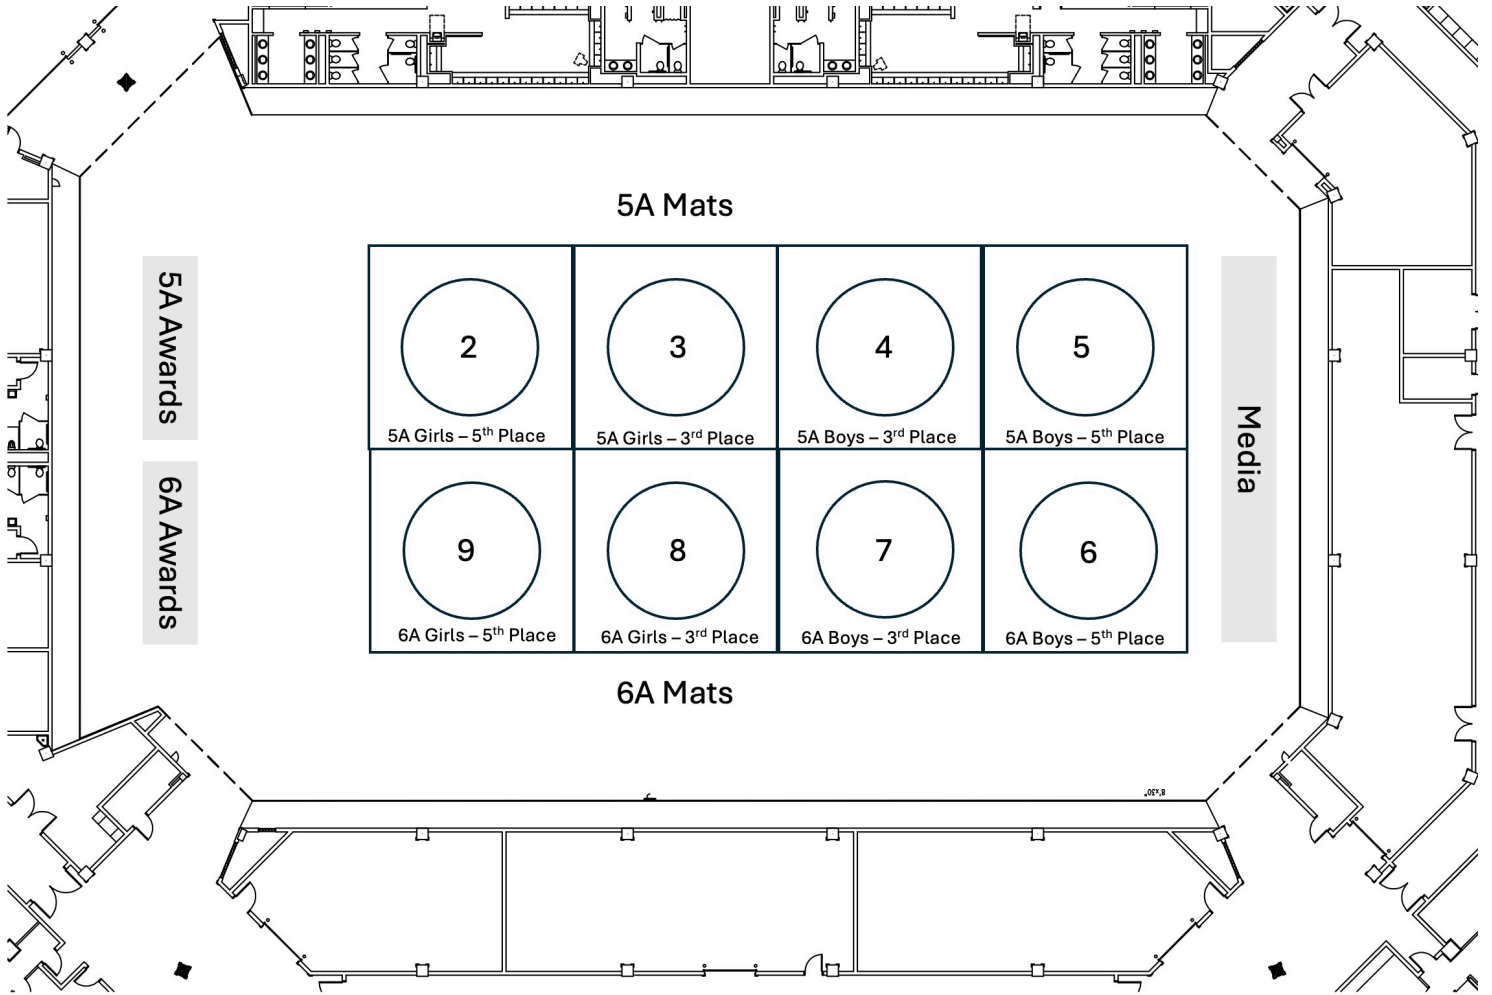 5A Mats
5A Awards
2
3
4
5
5A Girls – 5th Place
5A Girls – 3rd Place
5A Boys – 3rd Place
5A Boys – 5th Place
Media
6A Awards
9
8
7
6
6A Girls – 5th Place
6A Girls – 3rd Place
6A Boys – 3rd Place
6A Boys – 5th Place
6A Mats
8'x30"